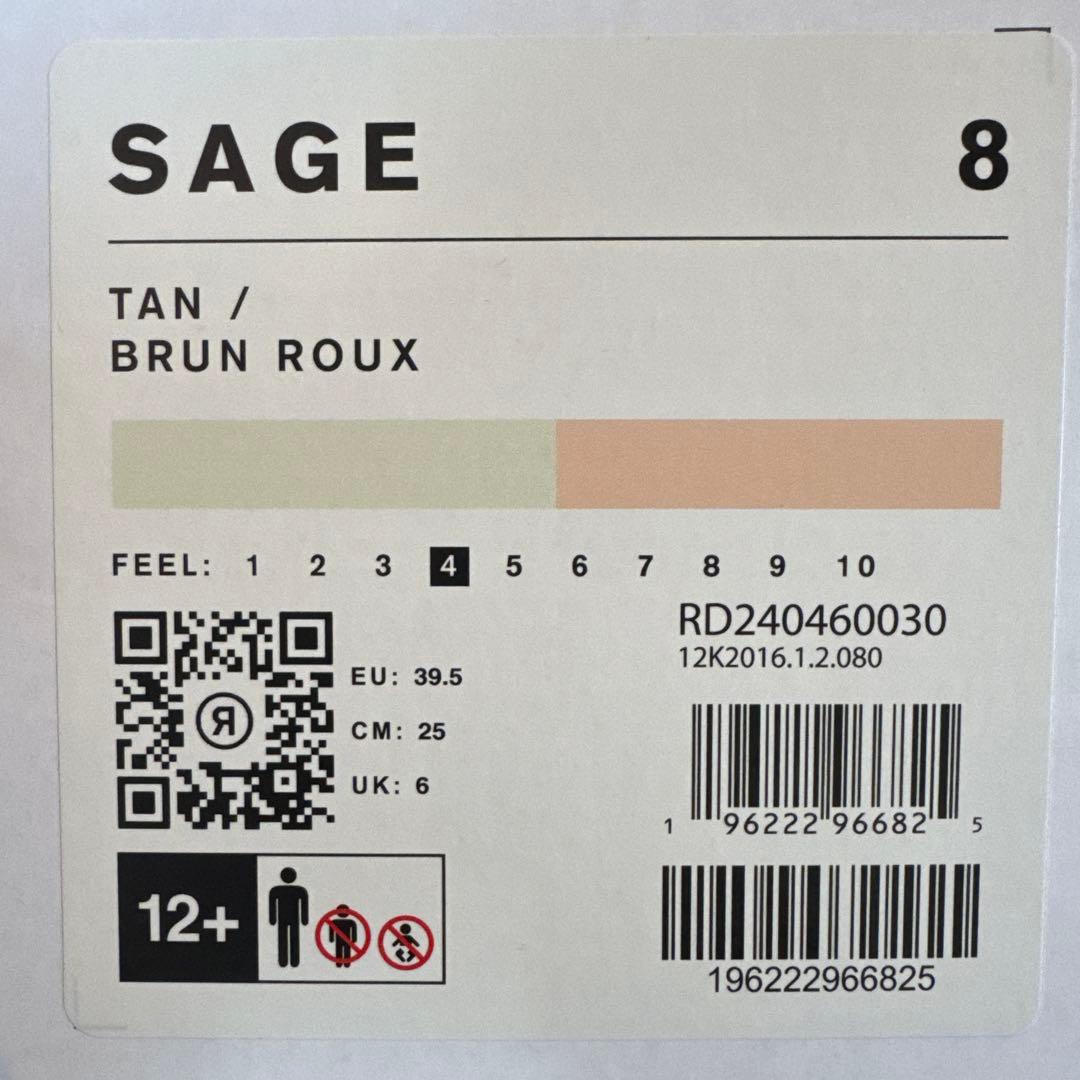 SAGE 8
TAN /
BRUN ROUX
FEEL: 1 2 3 4 5 6 7 8 9 10
RD240460030
12K2016.1.2.080
EU: 39.5
CM: 25
UK: 6
1 96222 96682 5
12+
196222966825